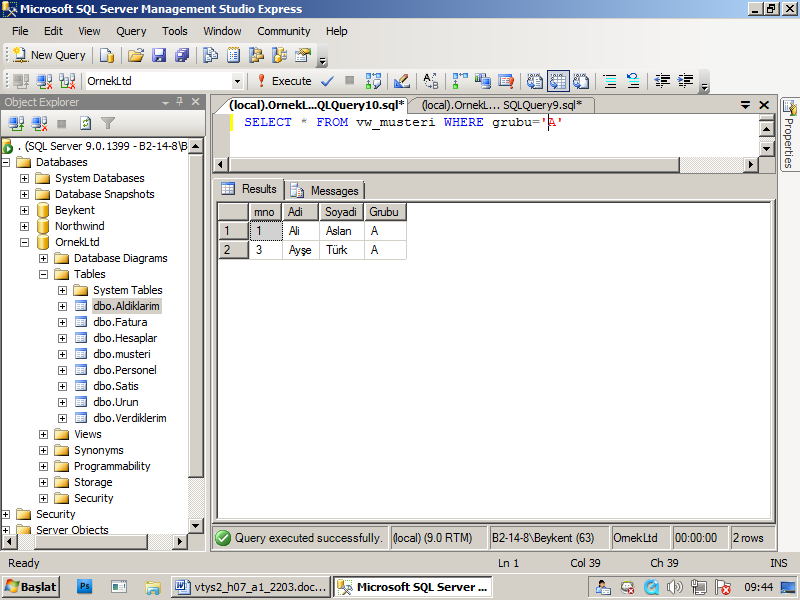 Microsoft SQL Server Management Studio Express
File Edit View Query Tools Window Community Help
New Query
OrnekLtd Execute
Object Explorer
(local).OrnekL...QLQuery10.sql* (local).OrnekL... SQLQuery9.sql*
SELECT * FROM vw_musteri WHERE grubu='A'
Properties
. (SQL Server 9.0.1399 - B2-14-8\B
Databases
System Databases
Database Snapshots
Beykent
Northwind
OrnekLtd
Database Diagrams
Tables
System Tables
dbo.Aldiklarim
dbo.Fatura
dbo.Hesaplar
dbo.musteri
dbo.Personel
dbo.Satis
dbo.Urun
dbo.Verdiklerim
Views
Synonyms
Programmability
Storage
Security
Security
Server Objects
Results Messages
mno Adi Soyadi Grubu
1 1 Ali Aslan A
2 3 Ayşe Türk A
Query executed successfully. (local) (9.0 RTM) B2-14-8\Beykent (63) OrnekLtd 00:00:00 2 rows
Ready Ln 1 Col 39 Ch 39 INS
Başlat Ps vtys2_h07_a1_2203.doc... Microsoft SQL Server ... 09:44